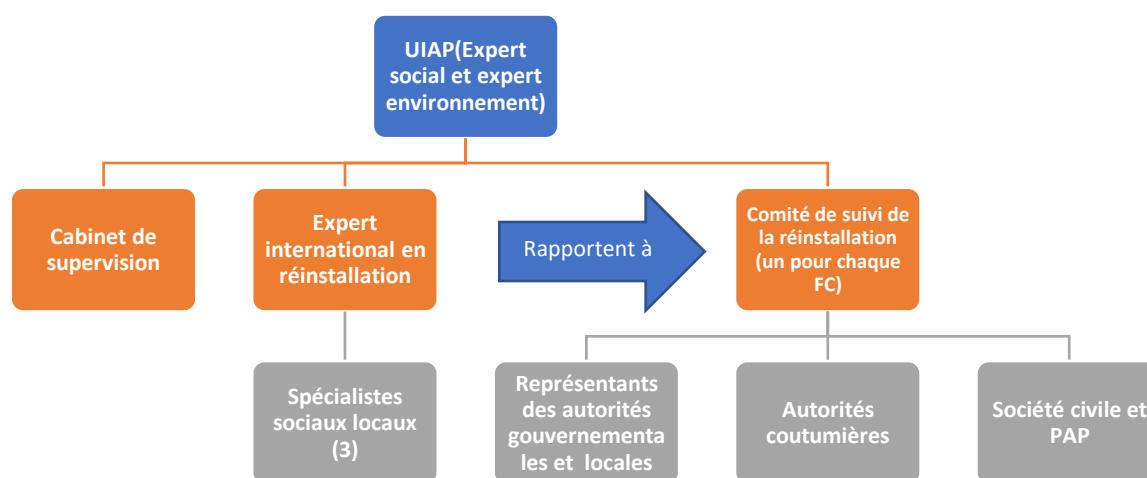 UIAP(Expert
social et expert
environnement)
Cabinet de
supervision
Expert
international en
réinstallation
Rapportent à
Comité de suivi de
la réinstallation
(un pour chaque
FC)
Spécialistes
sociaux locaux
(3)
Représentants
des autorités
gouvernementa
les et locales
Autorités
coutumières
Société civile et
PAP